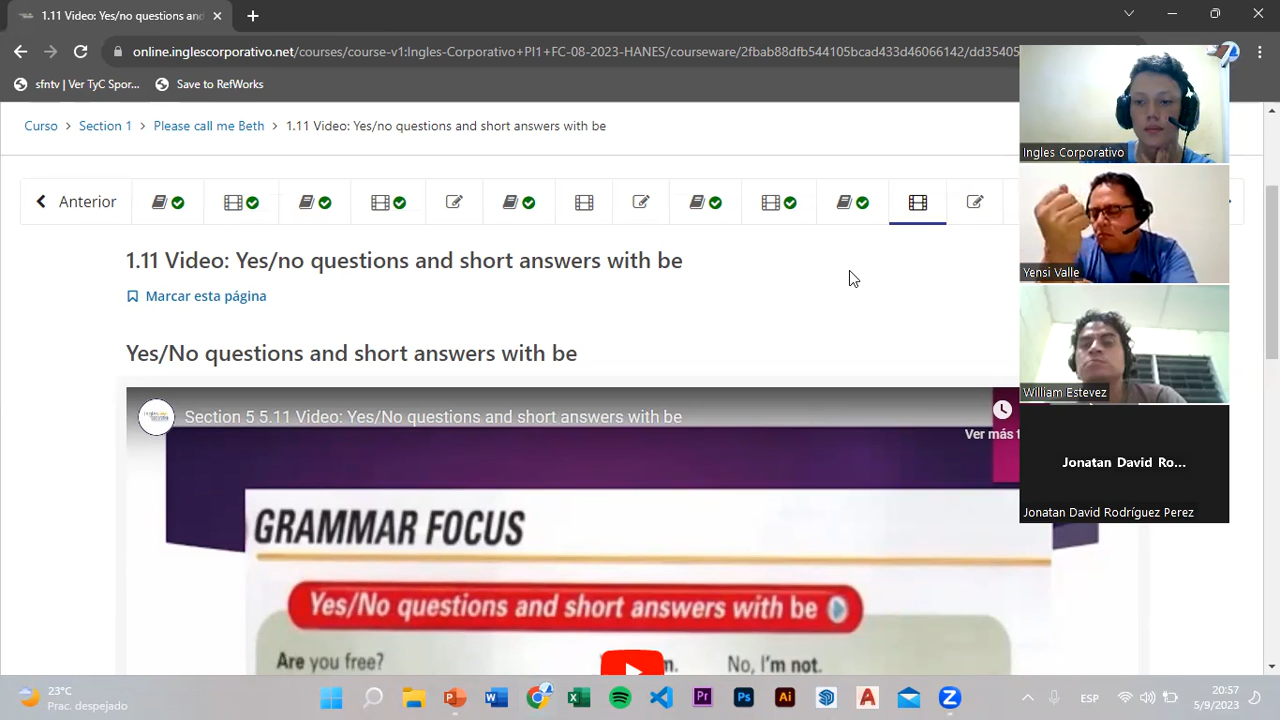 1.11 Video: Yes/no questions and
online.inglescorporativo.net/courses/course-v1:Ingles-Corporativo+PI1+FC-08-2023-HANES/courseware/2fbab88dfb544105bcad433d46066142/dd35405
sfntv | Ver TyC Spor...
Save to RefWorks
Curso > Section 1 > Please call me Beth > 1.11 Video: Yes/no questions and short answers with be
Anterior
1.11 Video: Yes/no questions and short answers with be
Marcar esta página
Yes/No questions and short answers with be
Section 5 5.11 Video: Yes/No questions and short answers with be
Ver más t
GRAMMAR FOCUS
Yes/No questions and short answers with be
Are you free?
No, I'm not.
Ingles Corporativo
Yensi Valle
William Estevez
Jonatan David Ro...
Jonatan David Rodríguez Perez
23°C
Prac. despejado
ESP
20:57
5/9/2023